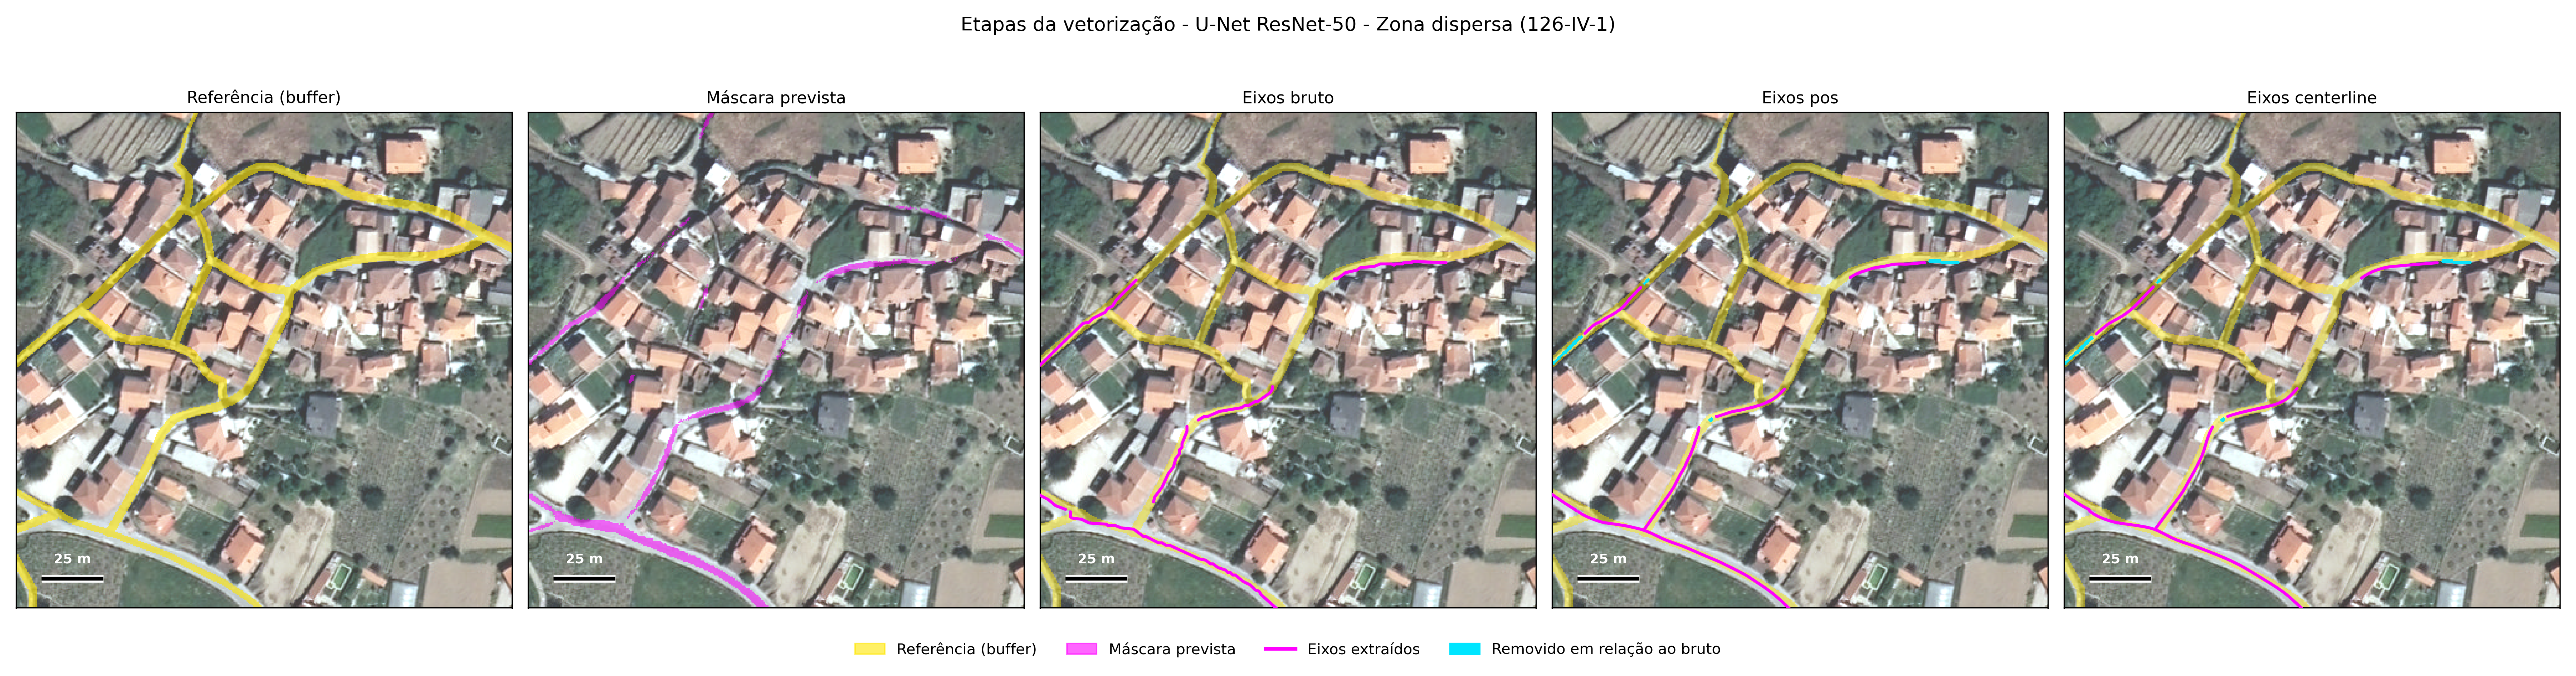 Etapas da vetorização - U-Net ResNet-50 - Zona dispersa (126-IV-1)
Referência (buffer)
Máscara prevista
Eixos bruto
Eixos pos
Eixos centerline
25 m
25 m
25 m
25 m
25 m
Referência (buffer)
Máscara prevista
Eixos extraídos
Removido em relação ao bruto